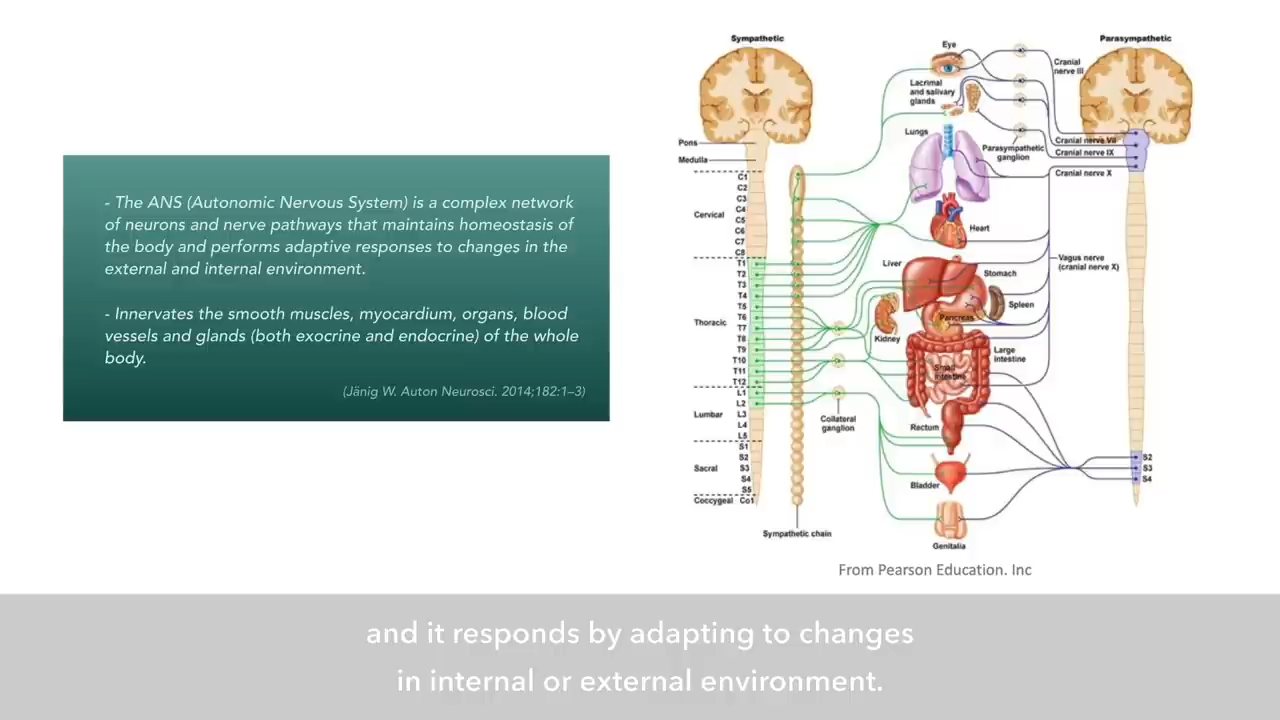 - The ANS (Autonomic Nervous System) is a complex network
of neurons and nerve pathways that maintains homeostasis of
the body and performs adaptive responses to changes in the
external and internal environment.
- Innervates the smooth muscles, myocardium, organs, blood
vessels and glands (both exocrine and endocrine) of the whole
body.
(Jänig W. Auton Neurosci. 2014;182:1–3)
Sympathetic
Parasympathetic
Eye
Cranial
nerve III
Lacrimal
and salivary
glands
Lungs
Parasympathetic
ganglion
Cranial nerve VII
Cranial nerve IX
Cranial nerve X
Pons
Medulla
C1
C2
C3
C4
C5
C6
C7
C8
Cervical
T1
T2
T3
T4
T5
T6
T7
T8
T9
T10
T11
T12
Thoracic
L1
L2
L3
L4
L5
Lumbar
S1
S2
S3
S4
S5
Sacral
Coccygeal Co1
Heart
Liver
Stomach
Vagus nerve
(cranial nerve X)
Spleen
Pancreas
Kidney
Large
intestine
Small
intestine
Collateral
ganglion
Rectum
Bladder
S2
S3
S4
Sympathetic chain
Genitalia
From Pearson Education. Inc
and it responds by adapting to changes
in internal or external environment.